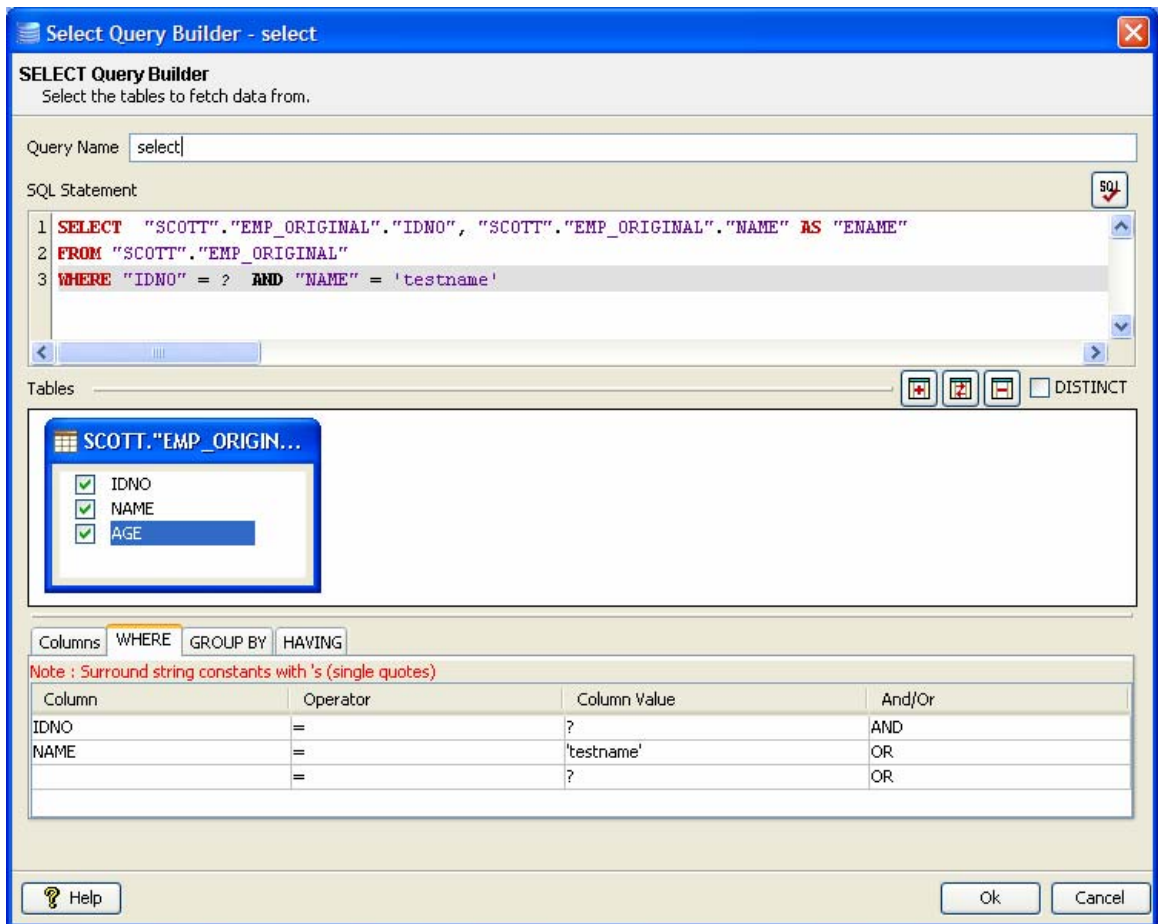 Select Query Builder - select
SELECT Query Builder
Select the tables to fetch data from.
Query Name select
SQL Statement
SQL
1 SELECT "SCOTT"."EMP_ORIGINAL"."IDNO", "SCOTT"."EMP_ORIGINAL"."NAME" AS "ENAME"
2 FROM "SCOTT"."EMP_ORIGINAL"
3 WHERE "IDNO" = ? AND "NAME" = 'testname'
Tables DISTINCT
SCOTT."EMP_ORIGIN...
IDNO
NAME
AGE
Columns WHERE GROUP BY HAVING
Note : Surround string constants with 's (single quotes)
Column Operator Column Value And/Or
IDNO = ? AND
NAME = 'testname' OR
= ? OR
Help Ok Cancel